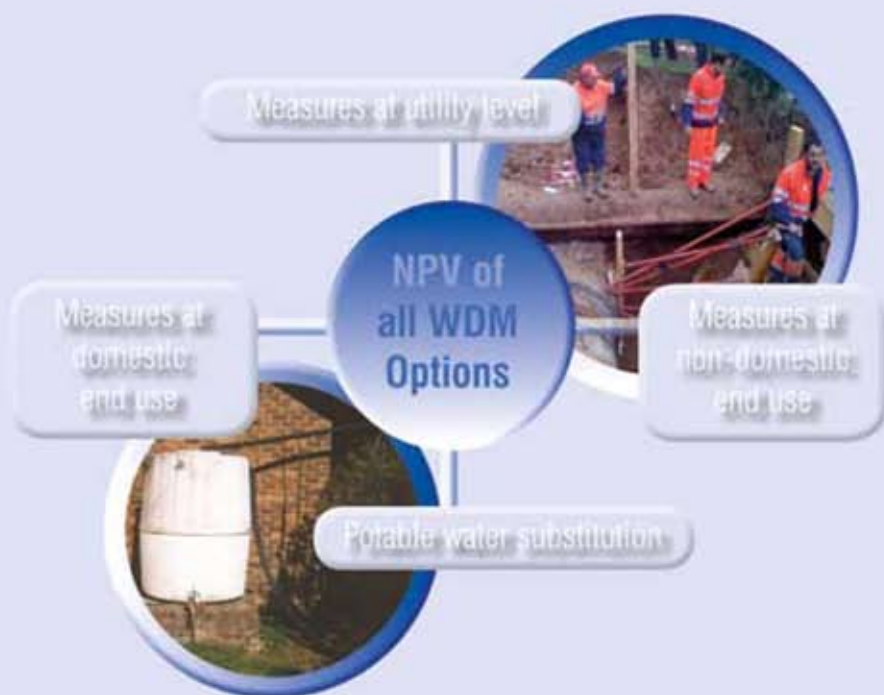 Measures at utility level
NPV of
all WDM
Options
Measures at
domestic
end use
Measures at
non-domestic
end use
Potable water substitution